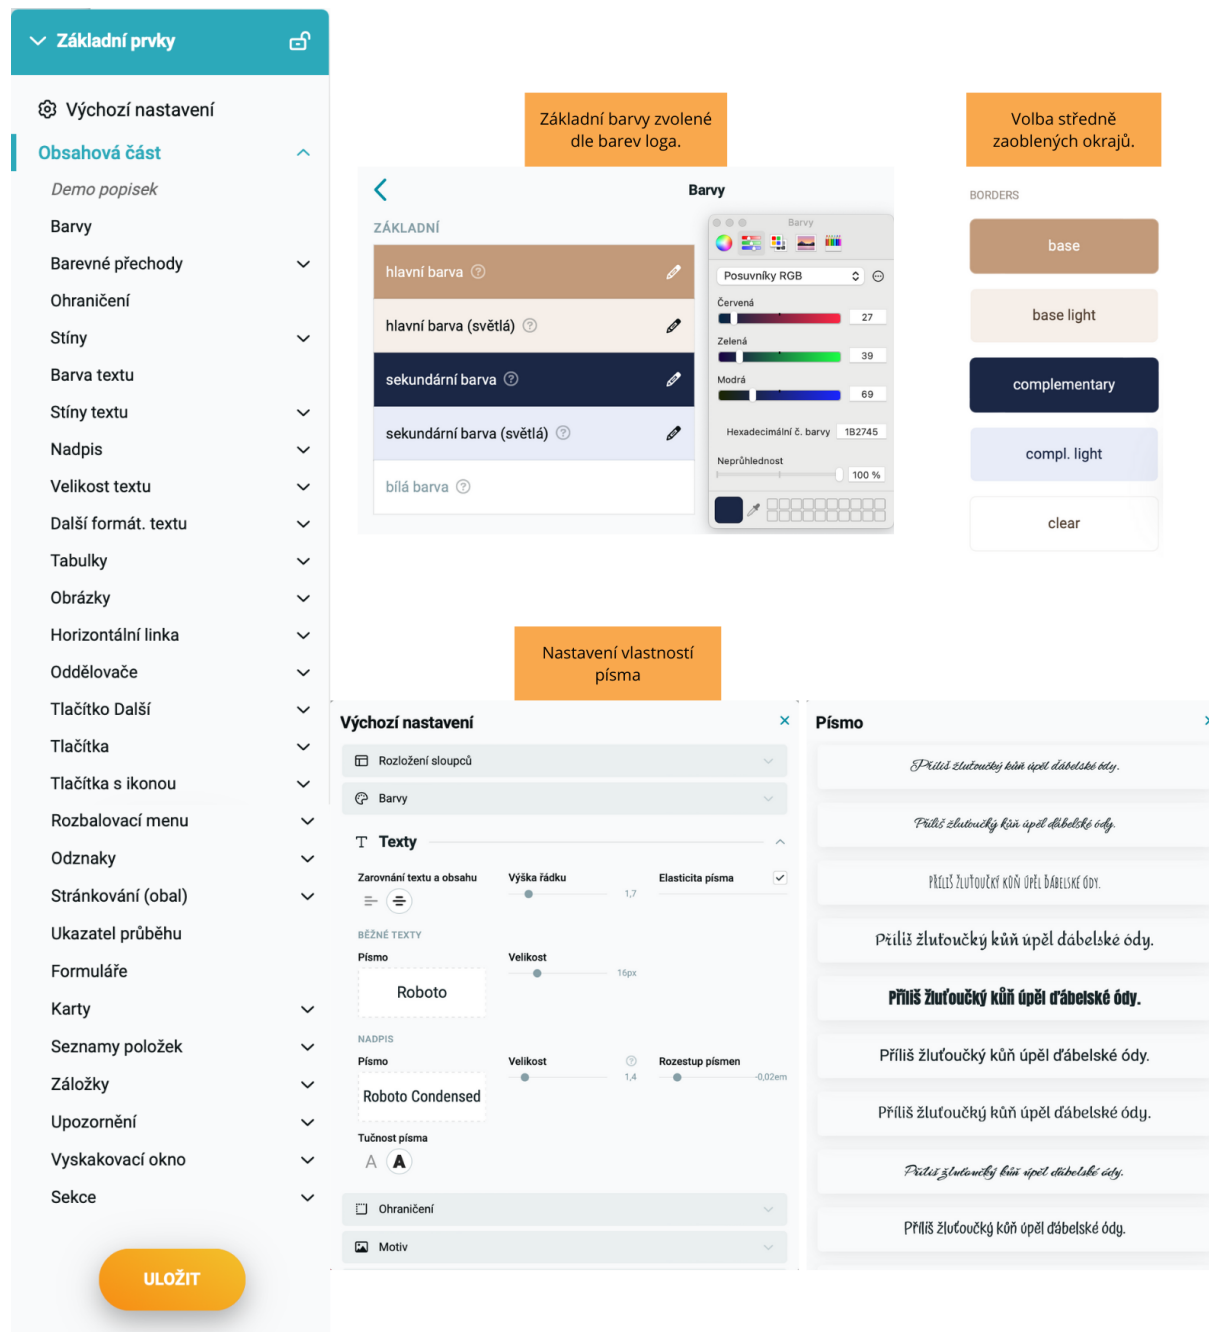 Základní prvky
Výchozí nastavení
Obsahová část
Demo popisek
Barvy
Barevné přechody
Ohraničení
Stíny
Barva textu
Stíny textu
Nadpis
Velikost textu
Další formát. textu
Tabulky
Obrázky
Horizontální linka
Oddělovače
Tlačítko Další
Tlačítka
Tlačítka s ikonou
Rozbalovací menu
Odznaky
Stránkování (obal)
Ukazatel průběhu
Formuláře
Karty
Seznamy položek
Záložky
Upozornění
Vyskakovací okno
Sekce
ULOŽIT
Základní barvy zvolené
dle barev loga.
Barvy
ZÁKLADNÍ
hlavní barva ?
hlavní barva (světlá) ?
sekundární barva ?
sekundární barva (světlá) ?
bílá barva ?
Barvy
Posuvníky RGB
Červená
27
Zelená
39
Modrá
69
Hexadecimální č. barvy 1B2745
Neprůhlednost
100 %
Volba středně
zaoblených okrajů.
BORDERS
base
base light
complementary
compl. light
clear
Nastavení vlastností
písma
Výchozí nastavení
Rozložení sloupců
Barvy
T Texty
Zarovnání textu a obsahu
Výška řádku
1,7
Elasticita písma
BĚŽNÉ TEXTY
Písmo
Roboto
Velikost
16px
NADPIS
Písmo
Roboto Condensed
Velikost ?
1,4
Rozestup písmen
-0,02em
Tučnost písma
A A
Ohraničení
Motiv
Písmo
Příliš žluťoučký kůň úpěl ďábelské ódy.
Příliš žluťoučký kůň úpěl ďábelské ódy.
PŘÍLIŠ ŽLUŤOUČKÝ KŮŇ ÚPĚL ĎÁBELSKÉ ÓDY.
Příliš žluťoučký kůň úpěl ďábelské ódy.
Příliš žluťoučký kůň úpěl ďábelské ódy.
Příliš žluťoučký kůň úpěl ďábelské ódy.
Příliš žluťoučký kůň úpěl ďábelské ódy.
Příliš žluťoučký kůň úpěl ďábelské ódy.
Příliš žluťoučký kůň úpěl ďábelské ódy.